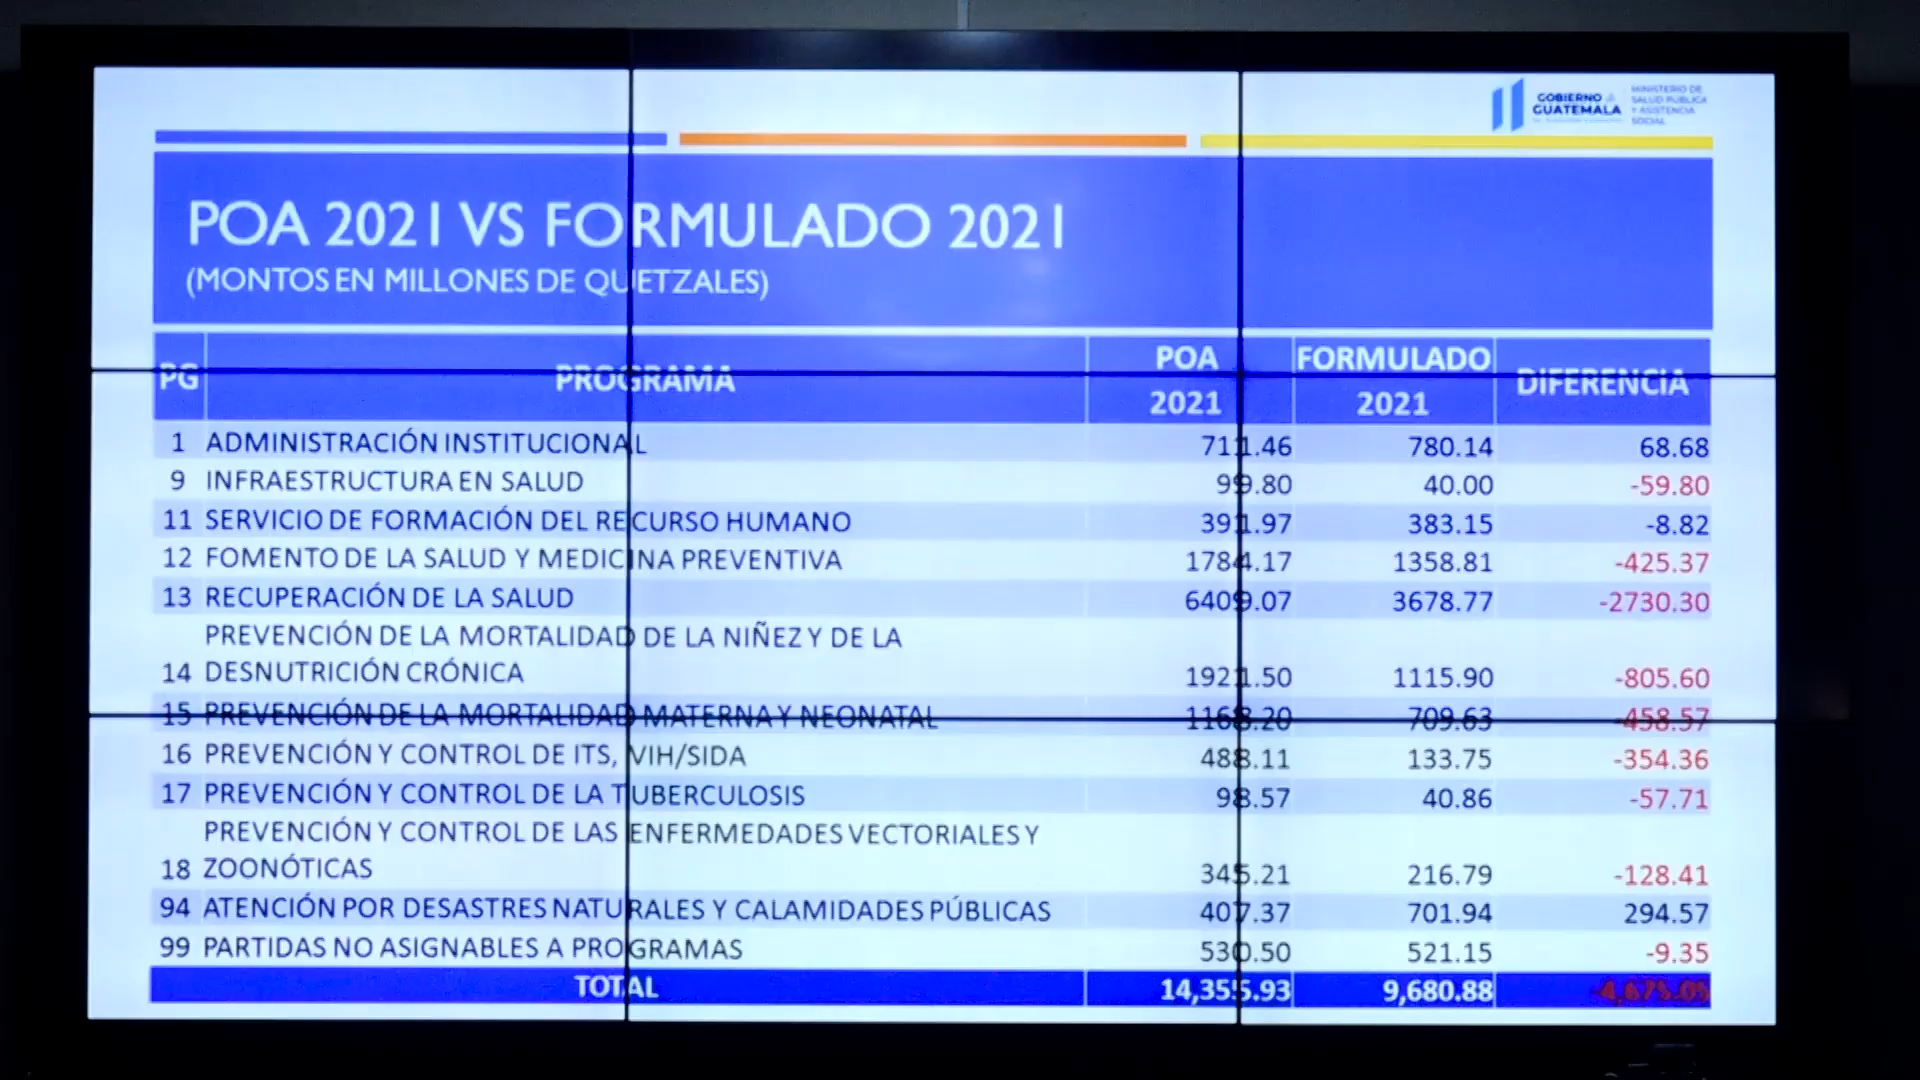 GOBIERNO de
GUATEMALA
MINISTERIO DE
SALUD PÚBLICA
Y ASISTENCIA
SOCIAL
POA 2021 VS FORMULADO 2021
(MONTOS EN MILLONES DE QUETZALES)
PG PROGRAMA POA 2021 FORMULADO 2021 DIFERENCIA
1 ADMINISTRACIÓN INSTITUCIONAL 711.46 780.14 68.68
9 INFRAESTRUCTURA EN SALUD 99.80 40.00 -59.80
11 SERVICIO DE FORMACIÓN DEL RECURSO HUMANO 391.97 383.15 -8.82
12 FOMENTO DE LA SALUD Y MEDICINA PREVENTIVA 1784.17 1358.81 -425.37
13 RECUPERACIÓN DE LA SALUD 6409.07 3678.77 -2730.30
PREVENCIÓN DE LA MORTALIDAD DE LA NIÑEZ Y DE LA
14 DESNUTRICIÓN CRÓNICA 1921.50 1115.90 -805.60
15 PREVENCIÓN DE LA MORTALIDAD MATERNA Y NEONATAL 1168.20 709.63 -458.57
16 PREVENCIÓN Y CONTROL DE ITS, VIH/SIDA 488.11 133.75 -354.36
17 PREVENCIÓN Y CONTROL DE LA TUBERCULOSIS 98.57 40.86 -57.71
PREVENCIÓN Y CONTROL DE LAS ENFERMEDADES VECTORIALES Y
18 ZOONÓTICAS 345.21 216.79 -128.41
94 ATENCIÓN POR DESASTRES NATURALES Y CALAMIDADES PÚBLICAS 407.37 701.94 294.57
99 PARTIDAS NO ASIGNABLES A PROGRAMAS 530.50 521.15 -9.35
TOTAL 14,355.93 9,680.88 -4,675.05